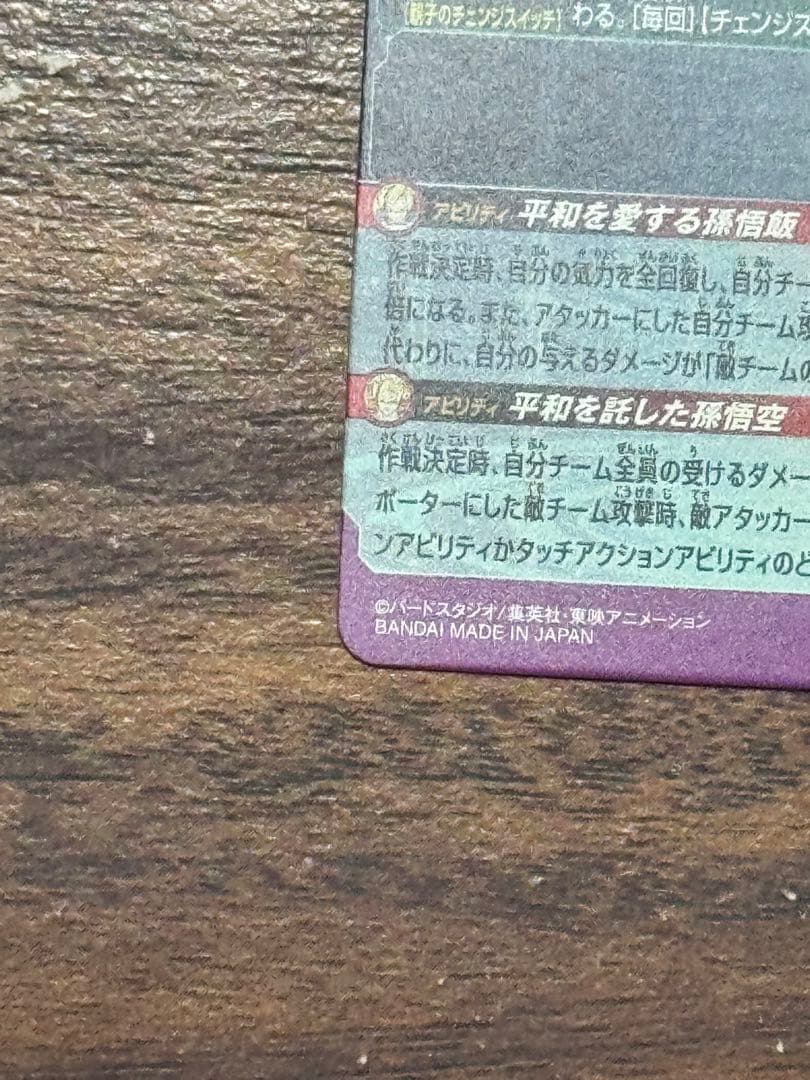 [親子のチェンジスイッチ] わる。[毎回]【チェンジス
アビリティ 平和を愛する孫悟飯
作戦決定時、自分の気力を全回復し、自分チー
倍になる。また、アタッカーにした自分チーム攻
代わりに、自分の与えるダメージが「敵チームの
アビリティ 平和を託した孫悟空
作戦決定時、自分チーム全員の受けるダメー
ポーターにした敵チーム攻撃時、敵アタッカー
ンアビリティかタッチアクションアビリティのど
©バードスタジオ/集英社・東映アニメーション
BANDAI MADE IN JAPAN